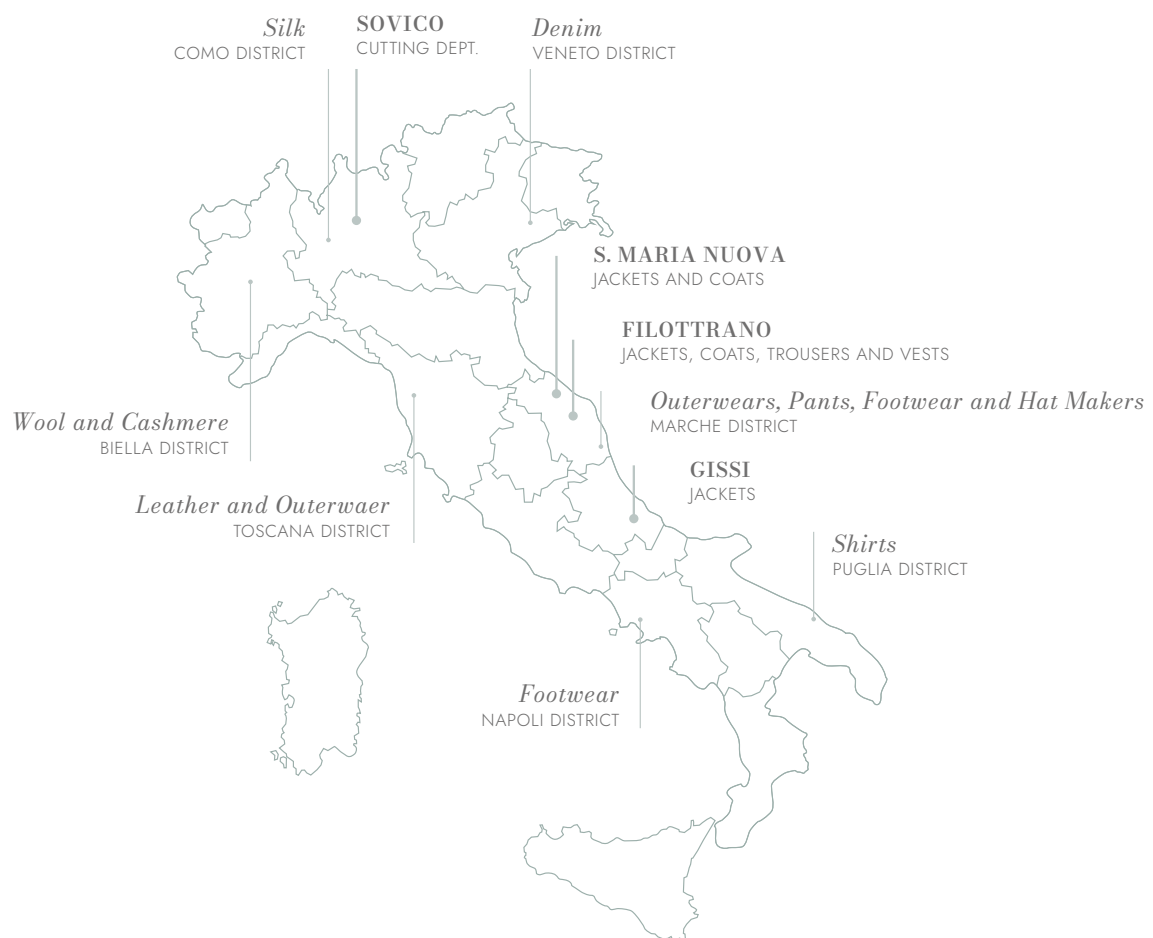 Silk
COMO DISTRICT
SOVICO
CUTTING DEPT.
Denim
VENETO DISTRICT
S. MARIA NUOVA
JACKETS AND COATS
FILOTTRANO
JACKETS, COATS, TROUSERS AND VESTS
Outerwears, Pants, Footwear and Hat Makers
MARCHE DISTRICT
Wool and Cashmere
BIELLA DISTRICT
GISSI
JACKETS
Leather and Outerwaer
TOSCANA DISTRICT
Shirts
PUGLIA DISTRICT
Footwear
NAPOLI DISTRICT